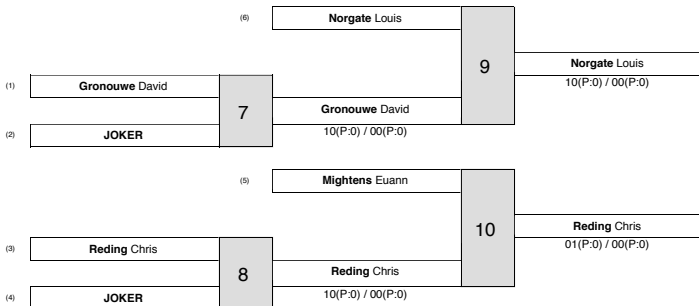 (6) Norgate Louis
9
Norgate Louis
10(P:0) / 00(P:0)
(1) Gronouwe David
7
Gronouwe David
10(P:0) / 00(P:0)
(2) JOKER
(5) Mightens Euann
10
Reding Chris
01(P:0) / 00(P:0)
(3) Reding Chris
8
Reding Chris
10(P:0) / 00(P:0)
(4) JOKER